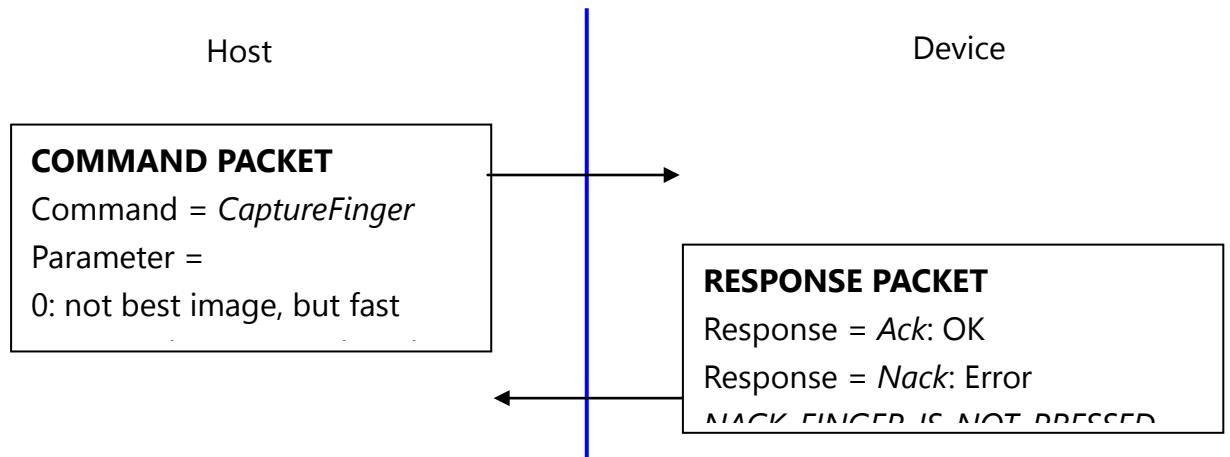 Host
Device
COMMAND PACKET
Command = CaptureFinger
Parameter =
0: not best image, but fast
RESPONSE PACKET
Response = Ack: OK
Response = Nack: Error
NACK_FINGER_IS_NOT_PRESSED